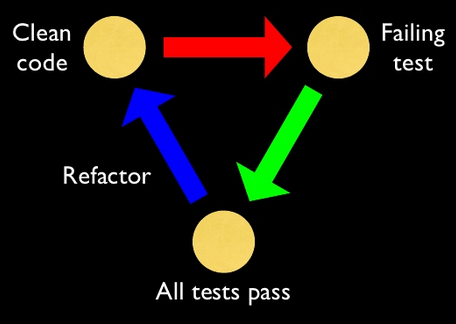 Clean
code
Failing
test
Refactor
All tests pass